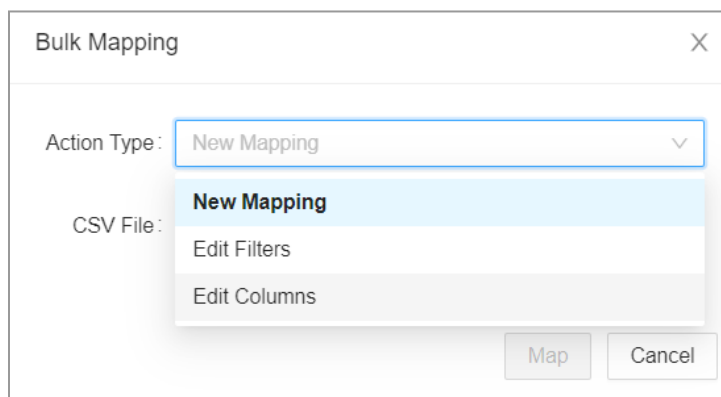 Bulk Mapping
Action Type: New Mapping
New Mapping
CSV File:
Edit Filters
Edit Columns
Map Cancel